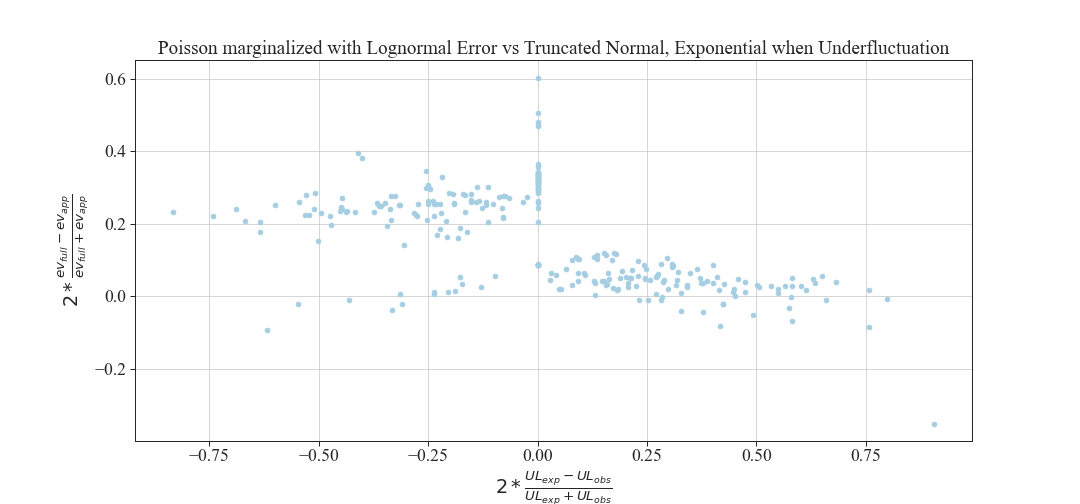 Poisson marginalized with Lognormal Error vs Truncated Normal, Exponential when Underfluctuation
0.6
0.4
0.2
0.0
−0.2
2 * (ev_full − ev_app) / (ev_full + ev_app)
−0.75 −0.50 −0.25 0.00 0.25 0.50 0.75
2 * (UL_exp − UL_obs) / (UL_exp + UL_obs)